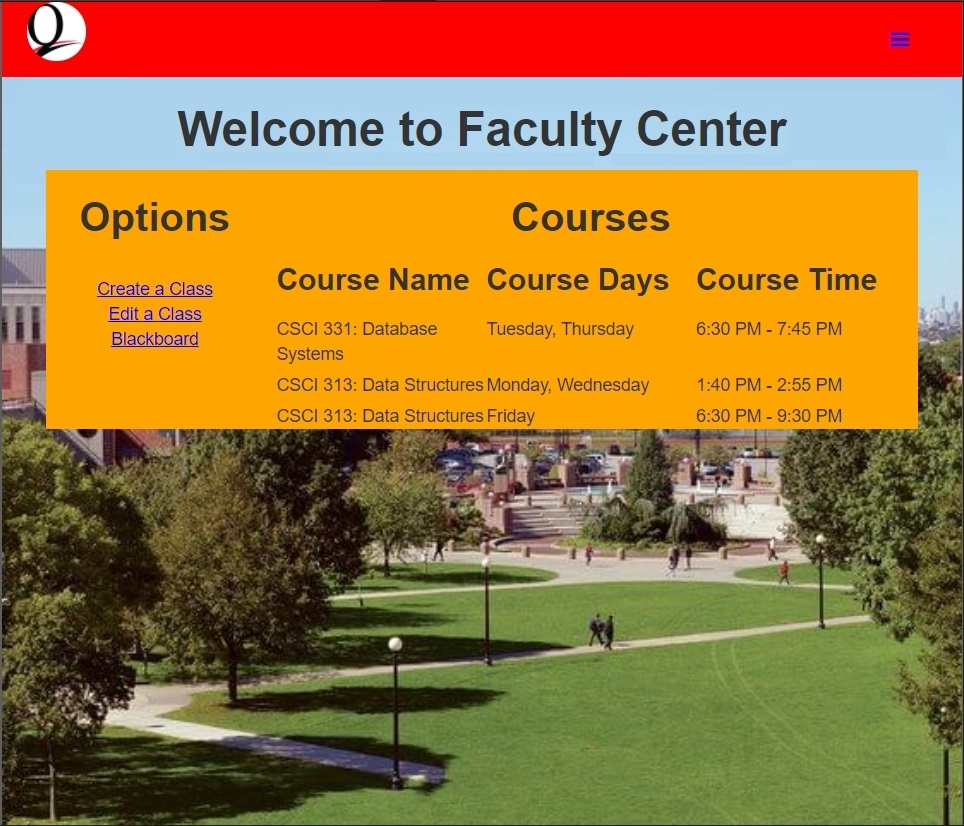 Q
Welcome to Faculty Center
Options
Create a Class
Edit a Class
Blackboard
Courses
Course Name Course Days Course Time
CSCI 331: Database Systems Tuesday, Thursday 6:30 PM - 7:45 PM
CSCI 313: Data Structures Monday, Wednesday 1:40 PM - 2:55 PM
CSCI 313: Data Structures Friday 6:30 PM - 9:30 PM